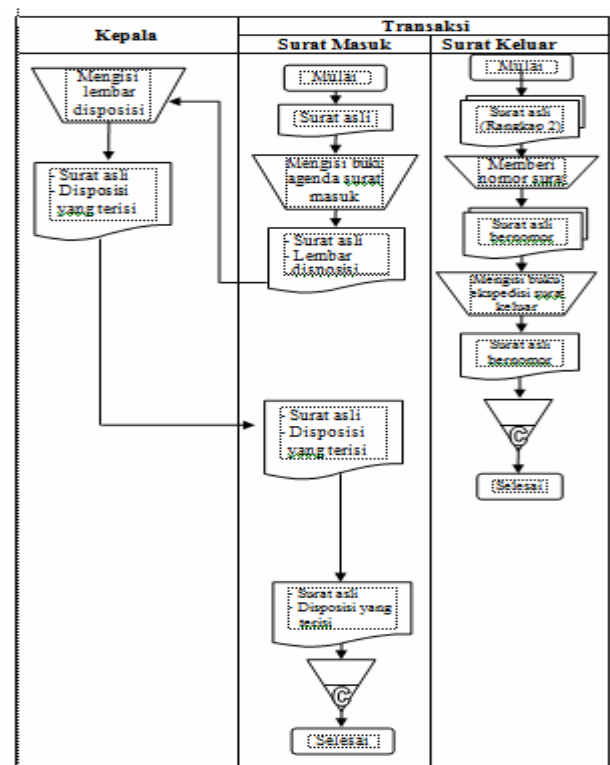 Kepala
Transaksi
Surat Masuk
Surat Keluar
Mengisi
lembar
disposisi
- Surat asli
- Disposisi
yang terisi
Mulai
Surat asli
Mengisi buku
agenda surat
masuk
- Surat asli
- Lembar
disposisi
- Surat asli
- Disposisi
yang terisi
- Surat asli
- Disposisi yang
terisi
C
Selesai
Mulai
Surat asli
(Rangkap 2)
Memberi
nomor surat
Surat asli
bernomor
Mengisi buku
ekspedisi surat
keluar
Surat asli
bernomor
C
Selesai